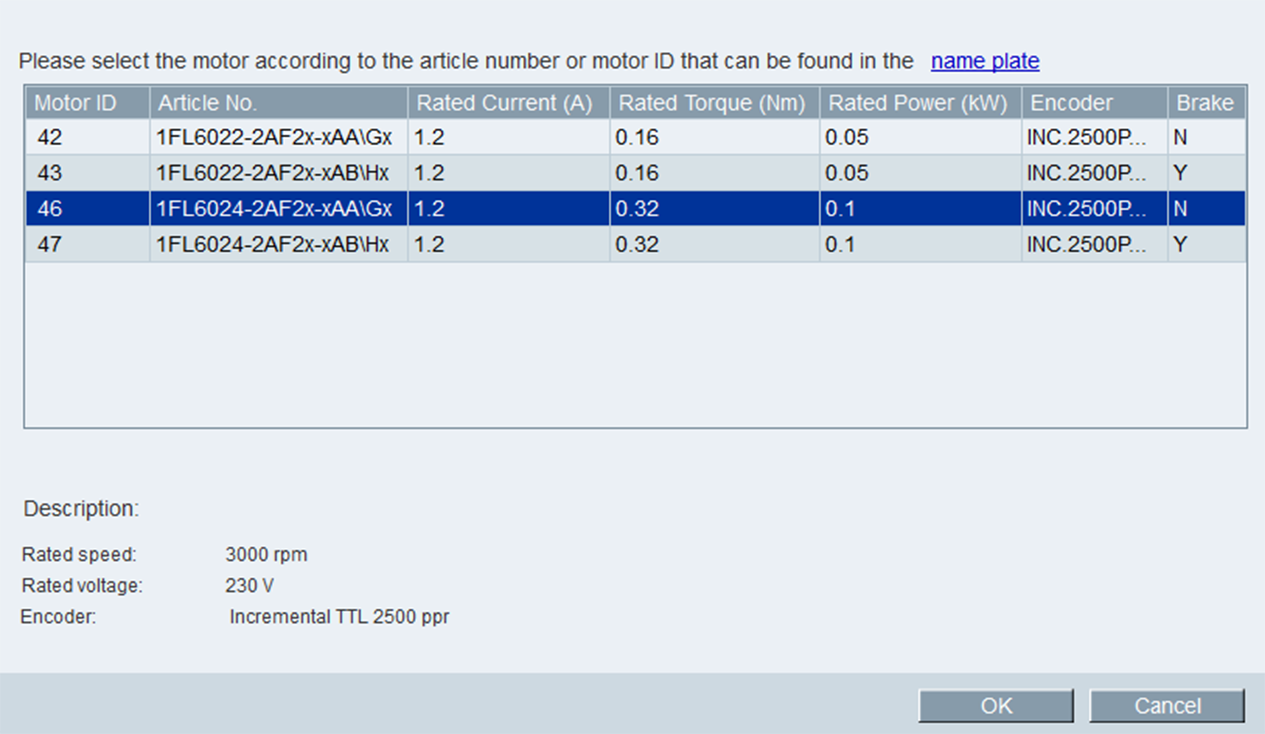 Please select the motor according to the article number or motor ID that can be found in the name plate
Motor ID Article No. Rated Current (A) Rated Torque (Nm) Rated Power (kW) Encoder Brake
42 1FL6022-2AF2x-xAA\Gx 1.2 0.16 0.05 INC.2500P... N
43 1FL6022-2AF2x-xAB\Hx 1.2 0.16 0.05 INC.2500P... Y
46 1FL6024-2AF2x-xAA\Gx 1.2 0.32 0.1 INC.2500P... N
47 1FL6024-2AF2x-xAB\Hx 1.2 0.32 0.1 INC.2500P... Y
Description:
Rated speed: 3000 rpm
Rated voltage: 230 V
Encoder: Incremental TTL 2500 ppr
OK Cancel